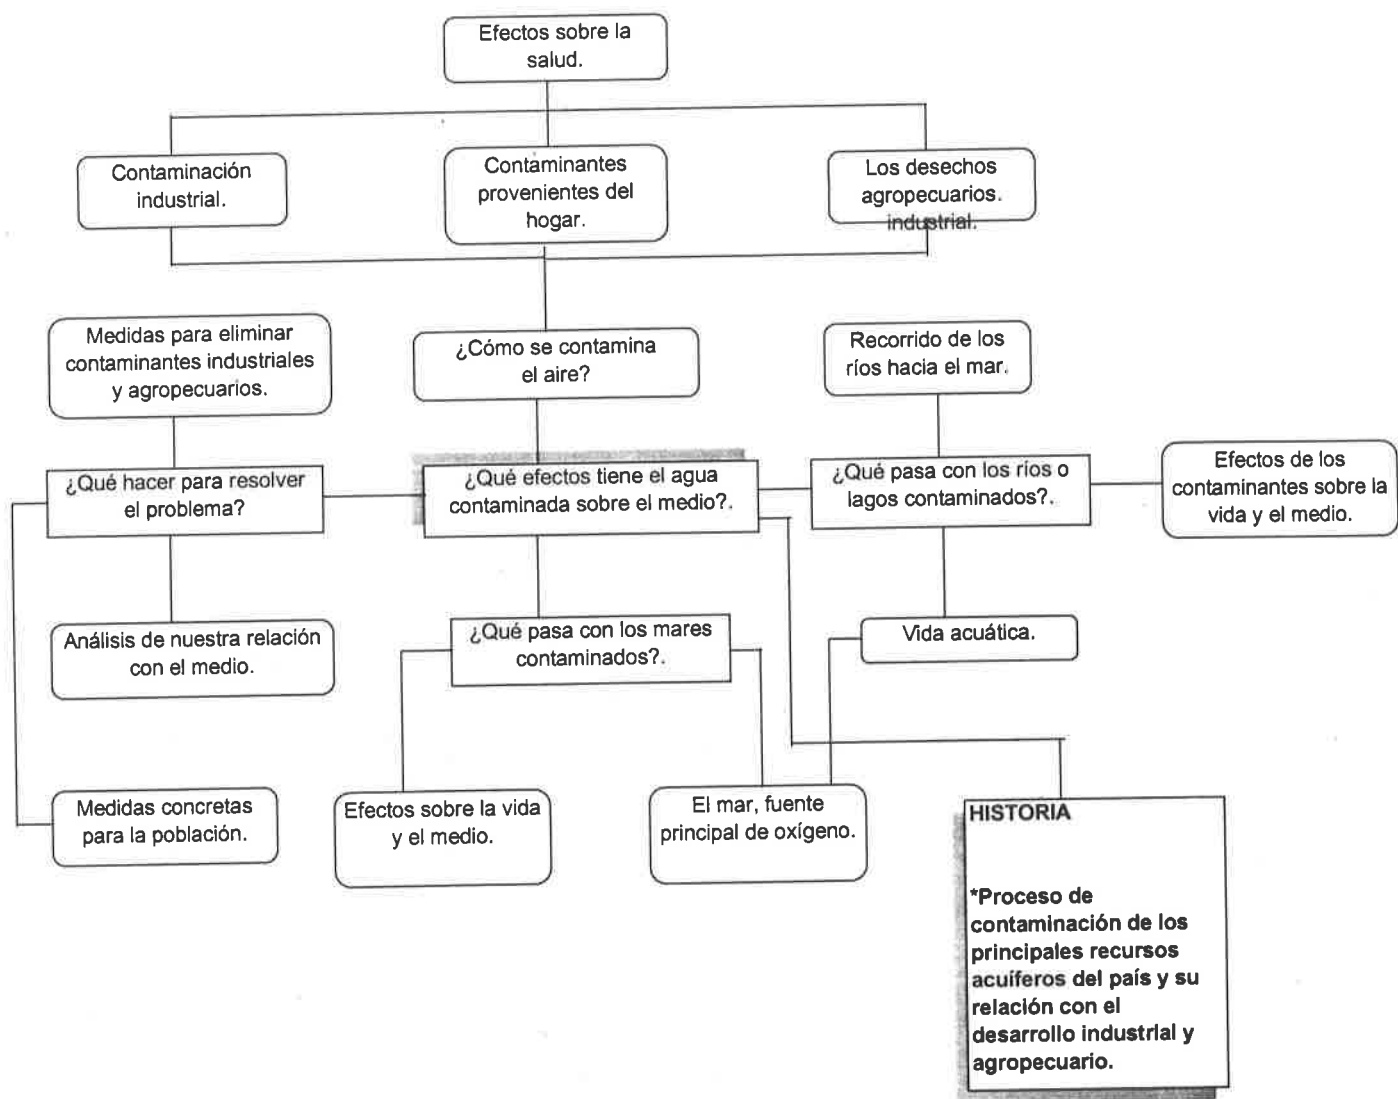 Efectos sobre la
salud.
Contaminación
industrial.
Contaminantes
provenientes del
hogar.
Los desechos
agropecuarios.
industrial.
Medidas para eliminar
contaminantes industriales
y agropecuarios.
¿Cómo se contamina
el aire?
Recorrido de los
ríos hacia el mar.
¿Qué hacer para resolver
el problema?
¿Qué efectos tiene el agua
contaminada sobre el medio?.
¿Qué pasa con los ríos o
lagos contaminados?.
Efectos de los
contaminantes sobre la
vida y el medio.
Análisis de nuestra relación
con el medio.
¿Qué pasa con los mares
contaminados?.
Vida acuática.
Medidas concretas
para la población.
Efectos sobre la vida
y el medio.
El mar, fuente
principal de oxígeno.
HISTORIA
*Proceso de
contaminación de los
principales recursos
acuíferos del país y su
relación con el
desarrollo industrial y
agropecuario.